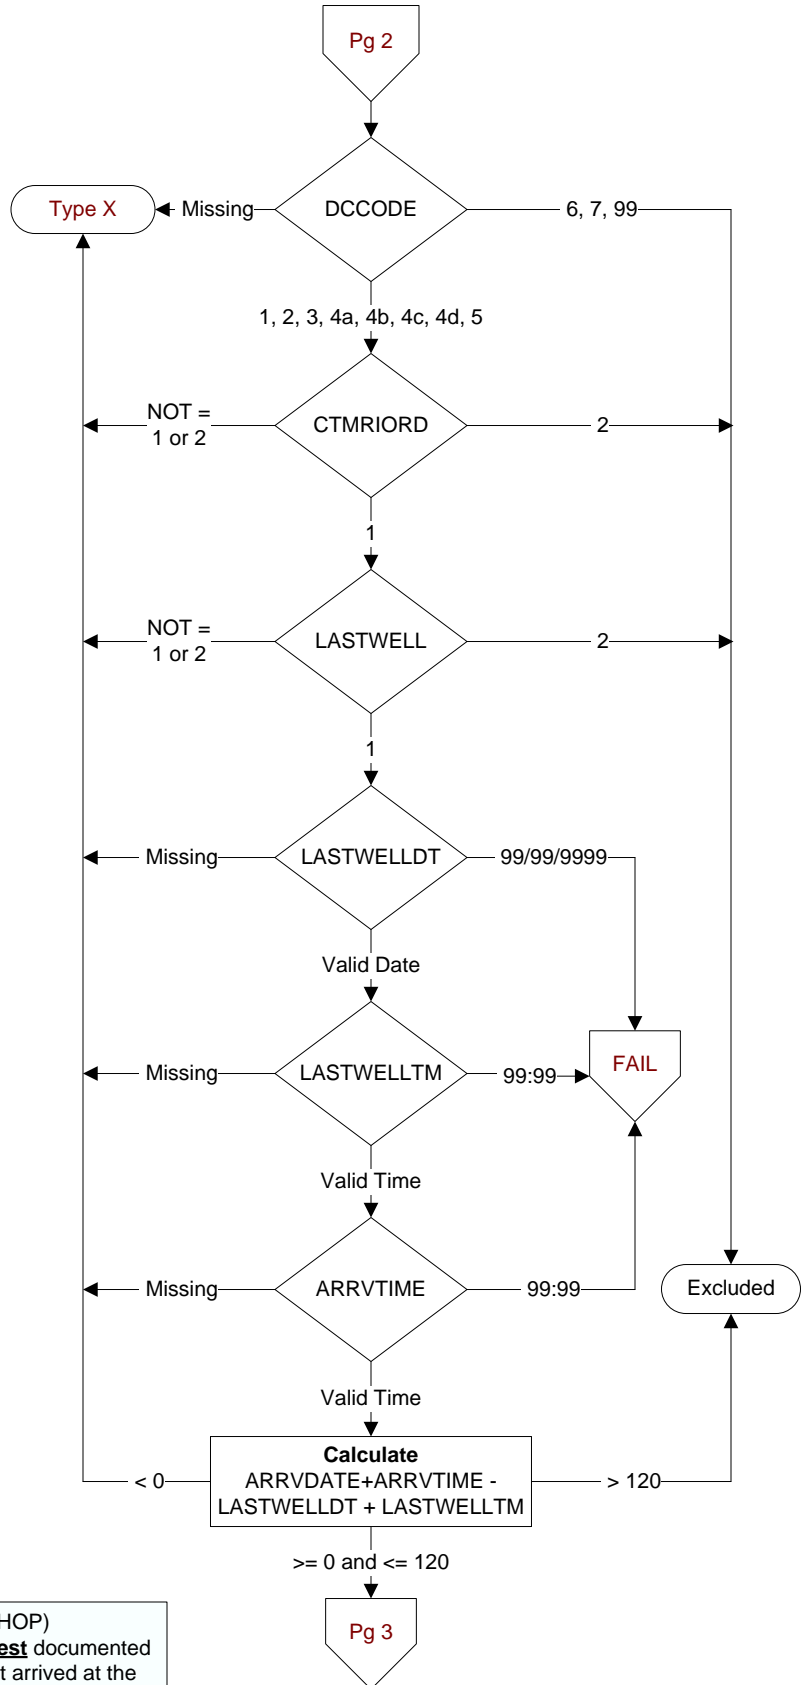 Pg 2
Type X
Missing
DCCODE
6, 7, 99
1, 2, 3, 4a, 4b, 4c, 4d, 5
NOT =
1 or 2
CTMRIORD
2
1
NOT =
1 or 2
LASTWELL
2
1
Missing
LASTWELLDT
99/99/9999
Valid Date
Missing
LASTWELLTM
99:99
FAIL
Valid Time
Missing
ARRVTIME
99:99
Excluded
Valid Time
< 0
Calculate
ARRVDATE+ARRVTIME -
LASTWELLDT + LASTWELLTM
> 120
>= 0 and <= 120
HOP)
est documented
t arrived at the
Pg 3